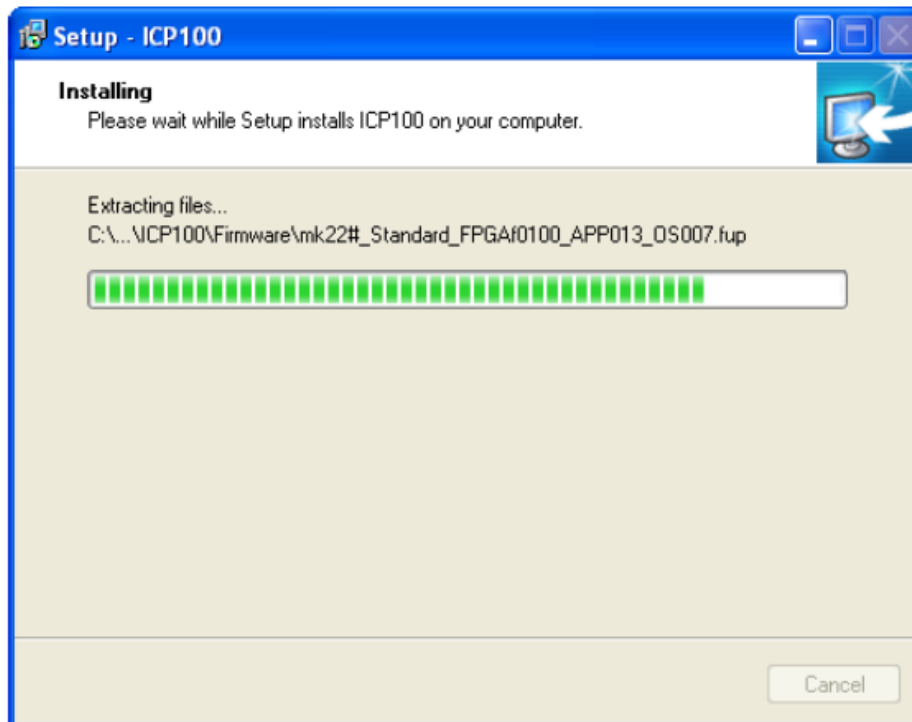 Setup - ICP100
Installing
Please wait while Setup installs ICP100 on your computer.
Extracting files...
C:\...\ICP100\Firmware\mk22#_Standard_FPGAf0100_APP013_OS007.fup
Cancel